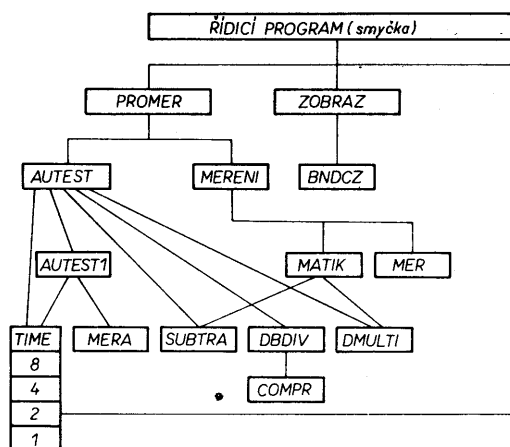 ŘÍDICÍ PROGRAM (smyčka)
PROMER
ZOBRAZ
AUTEST
MERENI
BNDCZ
AUTEST1
MATIK
MER
TIME
MERA
SUBTRA
DBDIV
DMULTI
8
4
COMPR
2
1